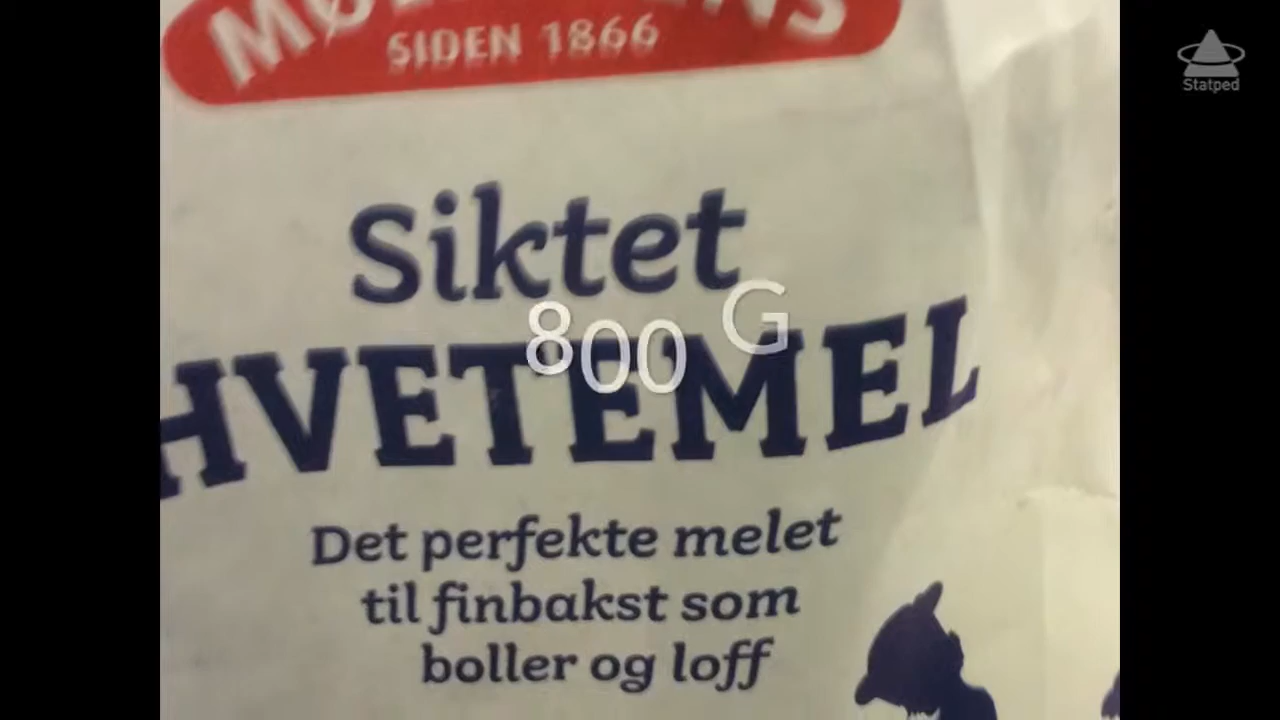 SIDEN 1866
Statped
Siktet
800 G
HVETEMEL
Det perfekte melet
til finbakst som
boller og loff